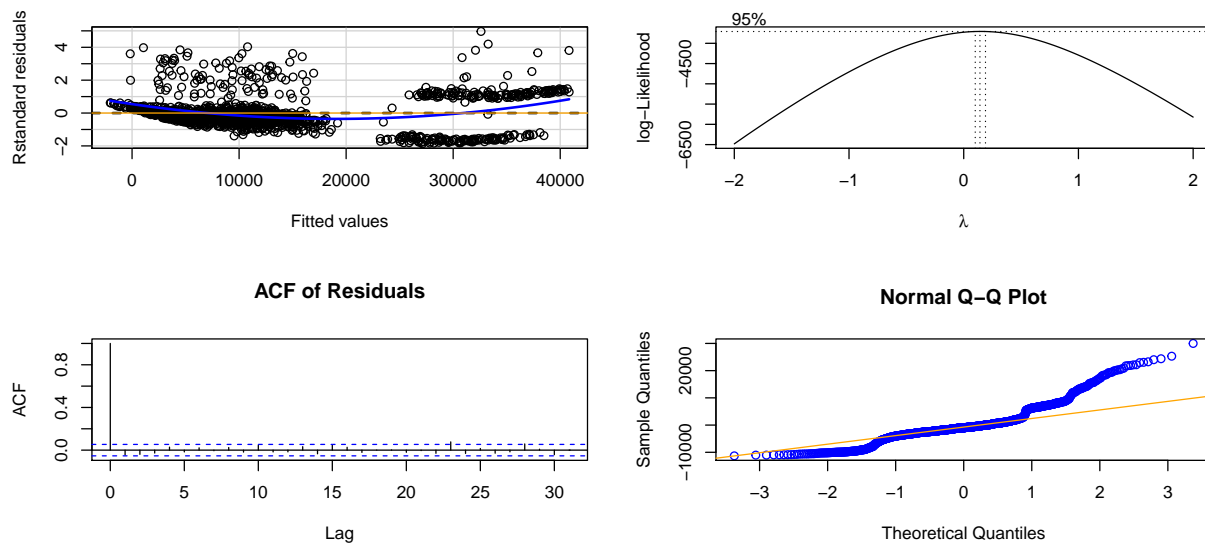 Rstandard residuals
4
2
0
−2
0 10000 20000 30000 40000
Fitted values
95%
log−Likelihood
−4500
−6500
−2 −1 0 1 2
λ
ACF of Residuals
ACF
0.8
0.4
0.0
0 5 10 15 20 25 30
Lag
Normal Q−Q Plot
Sample Quantiles
20000
−10000
−3 −2 −1 0 1 2 3
Theoretical Quantiles